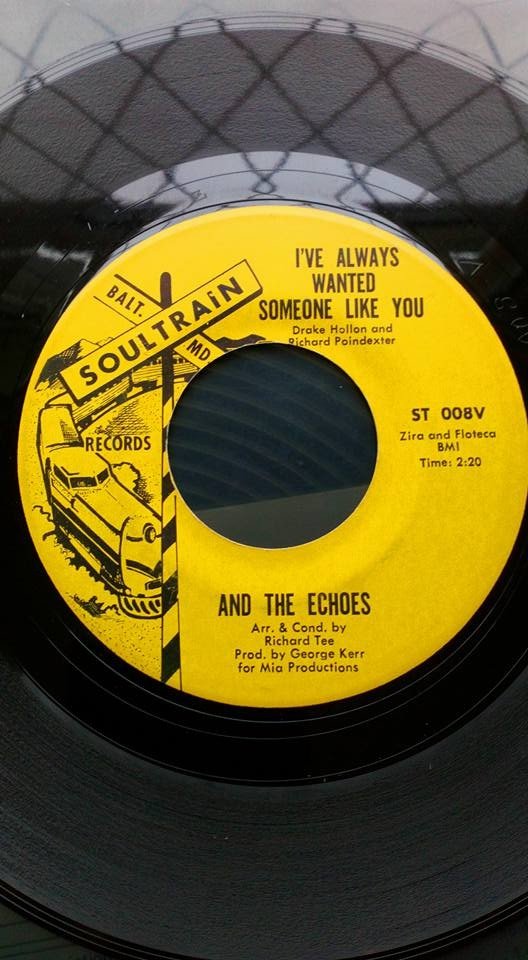 BALT.
SOULTRAIN
MD
RECORDS
I'VE ALWAYS
WANTED
SOMEONE LIKE YOU
Drake Hollon and
Richard Poindexter
ST 008V
Zira and Floteca
BMI
Time: 2:20
AND THE ECHOES
Arr. & Cond. by
Richard Tee
Prod. by George Kerr
for Mia Productions